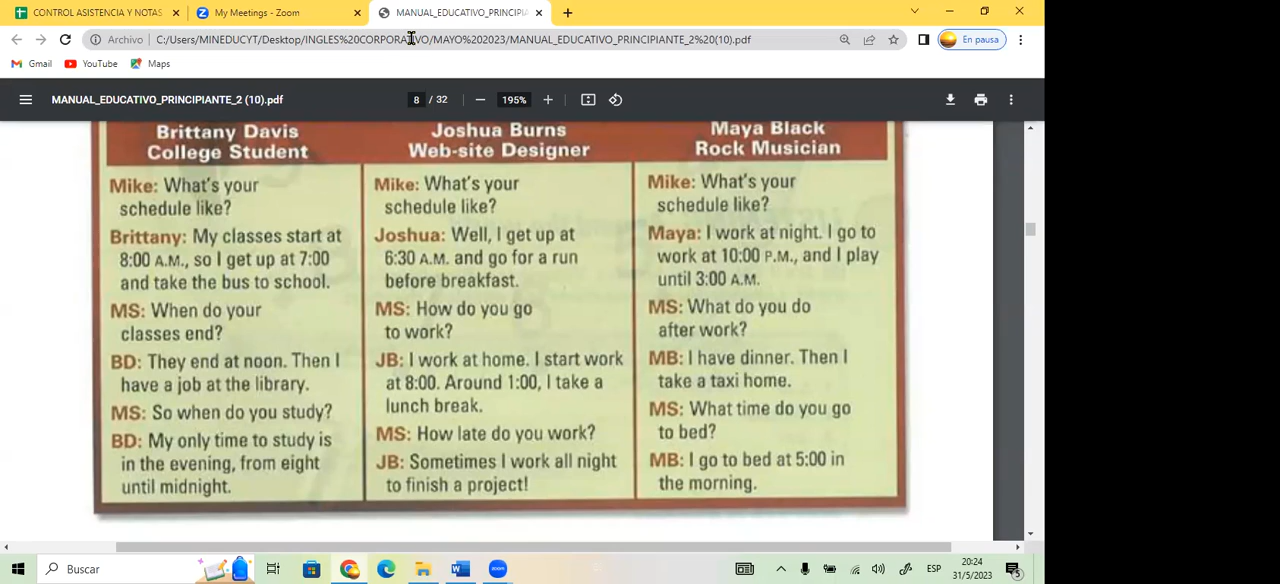 CONTROL ASISTENCIA Y NOTAS
My Meetings - Zoom
MANUAL_EDUCATIVO_PRINCIPIA
Archivo
C:/Users/MINEDUCYT/Desktop/INGLES%20CORPORATIVO/MAYO%202023/MANUAL_EDUCATIVO_PRINCIPIANTE_2%20(10).pdf
En pausa
Gmail
YouTube
Maps
MANUAL_EDUCATIVO_PRINCIPIANTE_2 (10).pdf
8 / 32
195%
Brittany Davis
College Student
Mike: What's your
schedule like?
Brittany: My classes start at
8:00 A.M., so I get up at 7:00
and take the bus to school.
MS: When do your
classes end?
BD: They end at noon. Then I
have a job at the library.
MS: So when do you study?
BD: My only time to study is
in the evening, from eight
until midnight.
Joshua Burns
Web-site Designer
Mike: What's your
schedule like?
Joshua: Well, I get up at
6:30 A.M. and go for a run
before breakfast.
MS: How do you go
to work?
JB: I work at home. I start work
at 8:00. Around 1:00, I take a
lunch break.
MS: How late do you work?
JB: Sometimes I work all night
to finish a project!
Maya Black
Rock Musician
Mike: What's your
schedule like?
Maya: I work at night. I go to
work at 10:00 P.M., and I play
until 3:00 A.M.
MS: What do you do
after work?
MB: I have dinner. Then I
take a taxi home.
MS: What time do you go
to bed?
MB: I go to bed at 5:00 in
the morning.
Buscar
zoom
ESP
20:24
31/5/2023
5